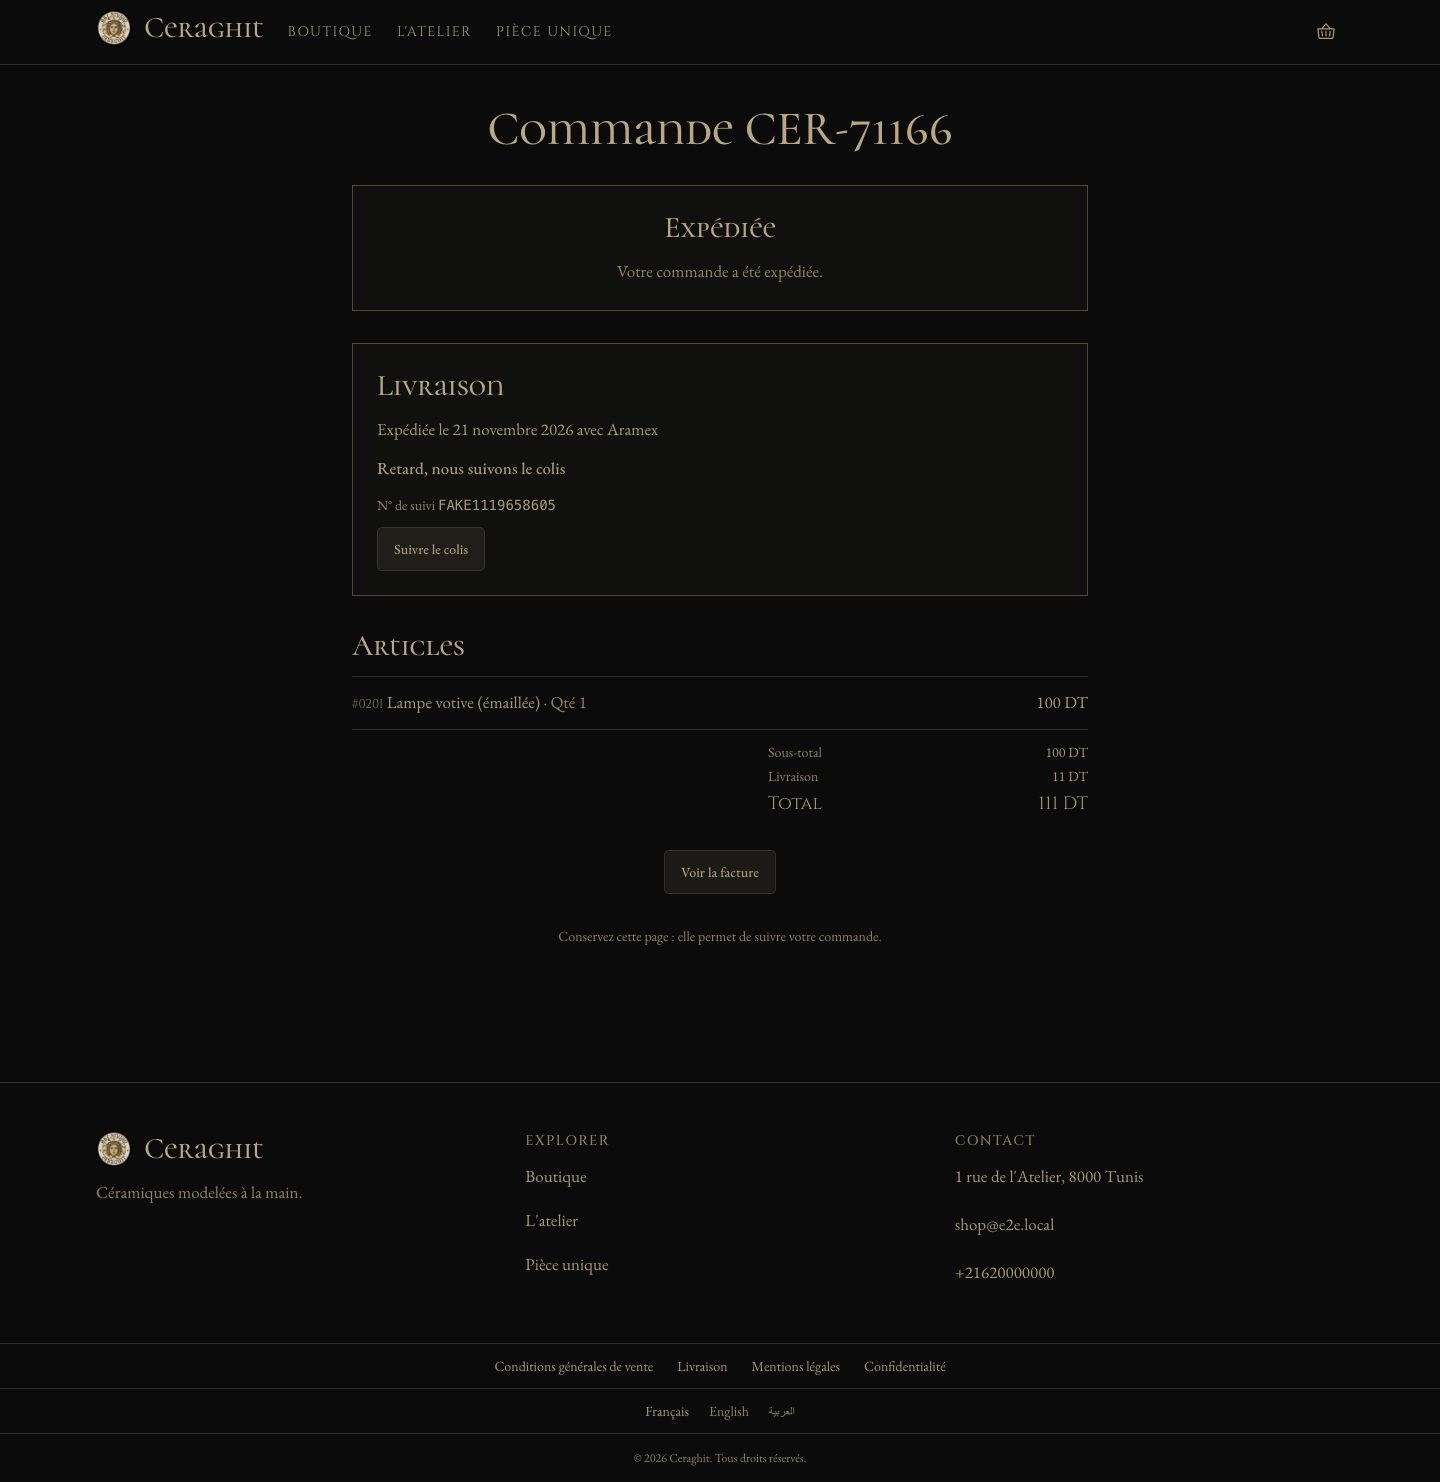 Ceraghit
BOUTIQUE
L'ATELIER
PIÈCE UNIQUE
Commande CER-71166
Expédiée
Votre commande a été expédiée.
Livraison
Expédiée le 21 novembre 2026 avec Aramex
Retard, nous suivons le colis
N° de suivi FAKE1119658605
Suivre le colis
Articles
#0201 Lampe votive (émaillée) · Qté 1 100 DT
Sous-total 100 DT
Livraison 11 DT
Total 111 DT
Voir la facture
Conservez cette page : elle permet de suivre votre commande.
Ceraghit
Céramiques modelées à la main.
EXPLORER
Boutique
L'atelier
Pièce unique
CONTACT
1 rue de l'Atelier, 8000 Tunis
shop@e2e.local
+21620000000
Conditions générales de vente Livraison Mentions légales Confidentialité
Français English العربية
© 2026 Ceraghit. Tous droits réservés.